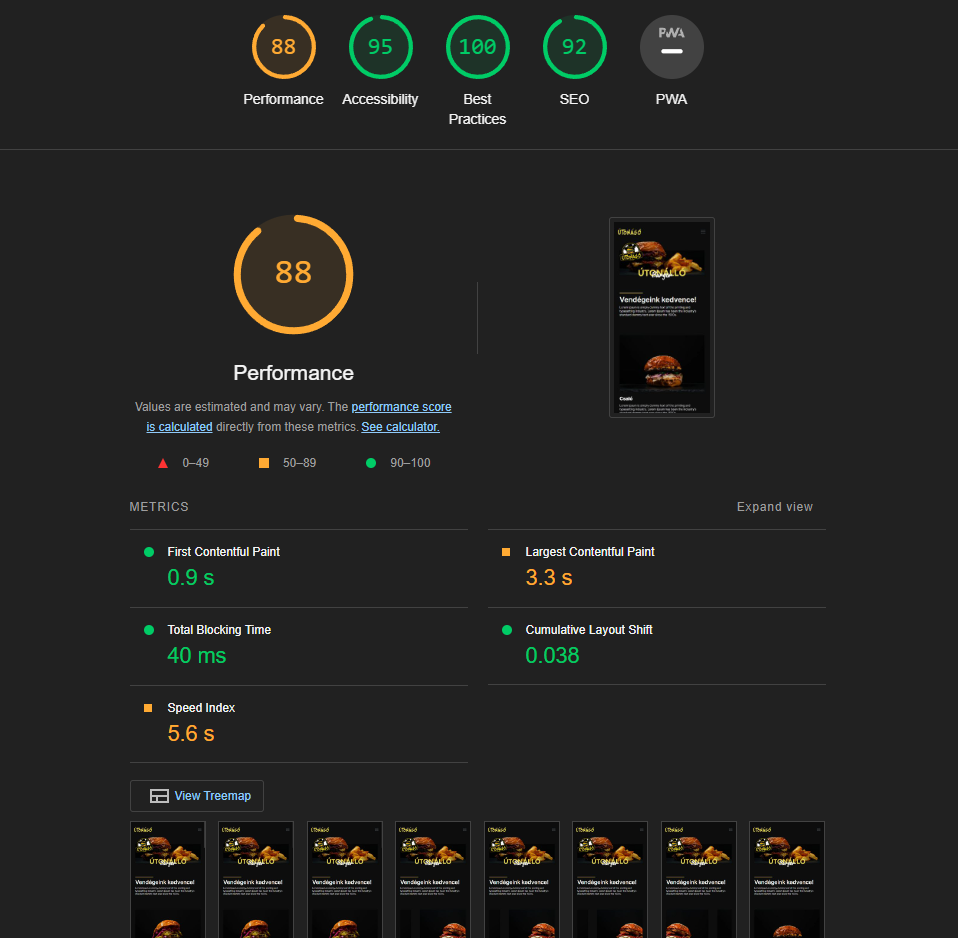 88 95 100 92 PWA
Performance Accessibility Best Practices SEO PWA
88
Performance
Values are estimated and may vary. The performance score
is calculated directly from these metrics. See calculator.
0–49 50–89 90–100
ÚTONÁLLÓ
Vendégeink kedvence!
METRICS Expand view
First Contentful Paint Largest Contentful Paint
0.9 s 3.3 s
Total Blocking Time Cumulative Layout Shift
40 ms 0.038
Speed Index
5.6 s
View Treemap
ÚTONÁLLÓ ÚTONÁLLÓ ÚTONÁLLÓ ÚTONÁLLÓ ÚTONÁLLÓ ÚTONÁLLÓ ÚTONÁLLÓ ÚTONÁLLÓ
Vendégeink kedvence! Vendégeink kedvence! Vendégeink kedvence! Vendégeink kedvence! Vendégeink kedvence! Vendégeink kedvence! Vendégeink kedvence! Vendégeink kedvence!